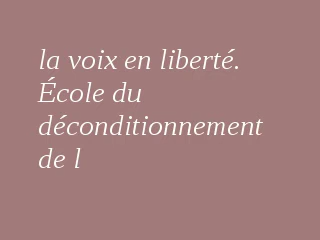 la voix en liberté.
École du
déconditionnement
de l